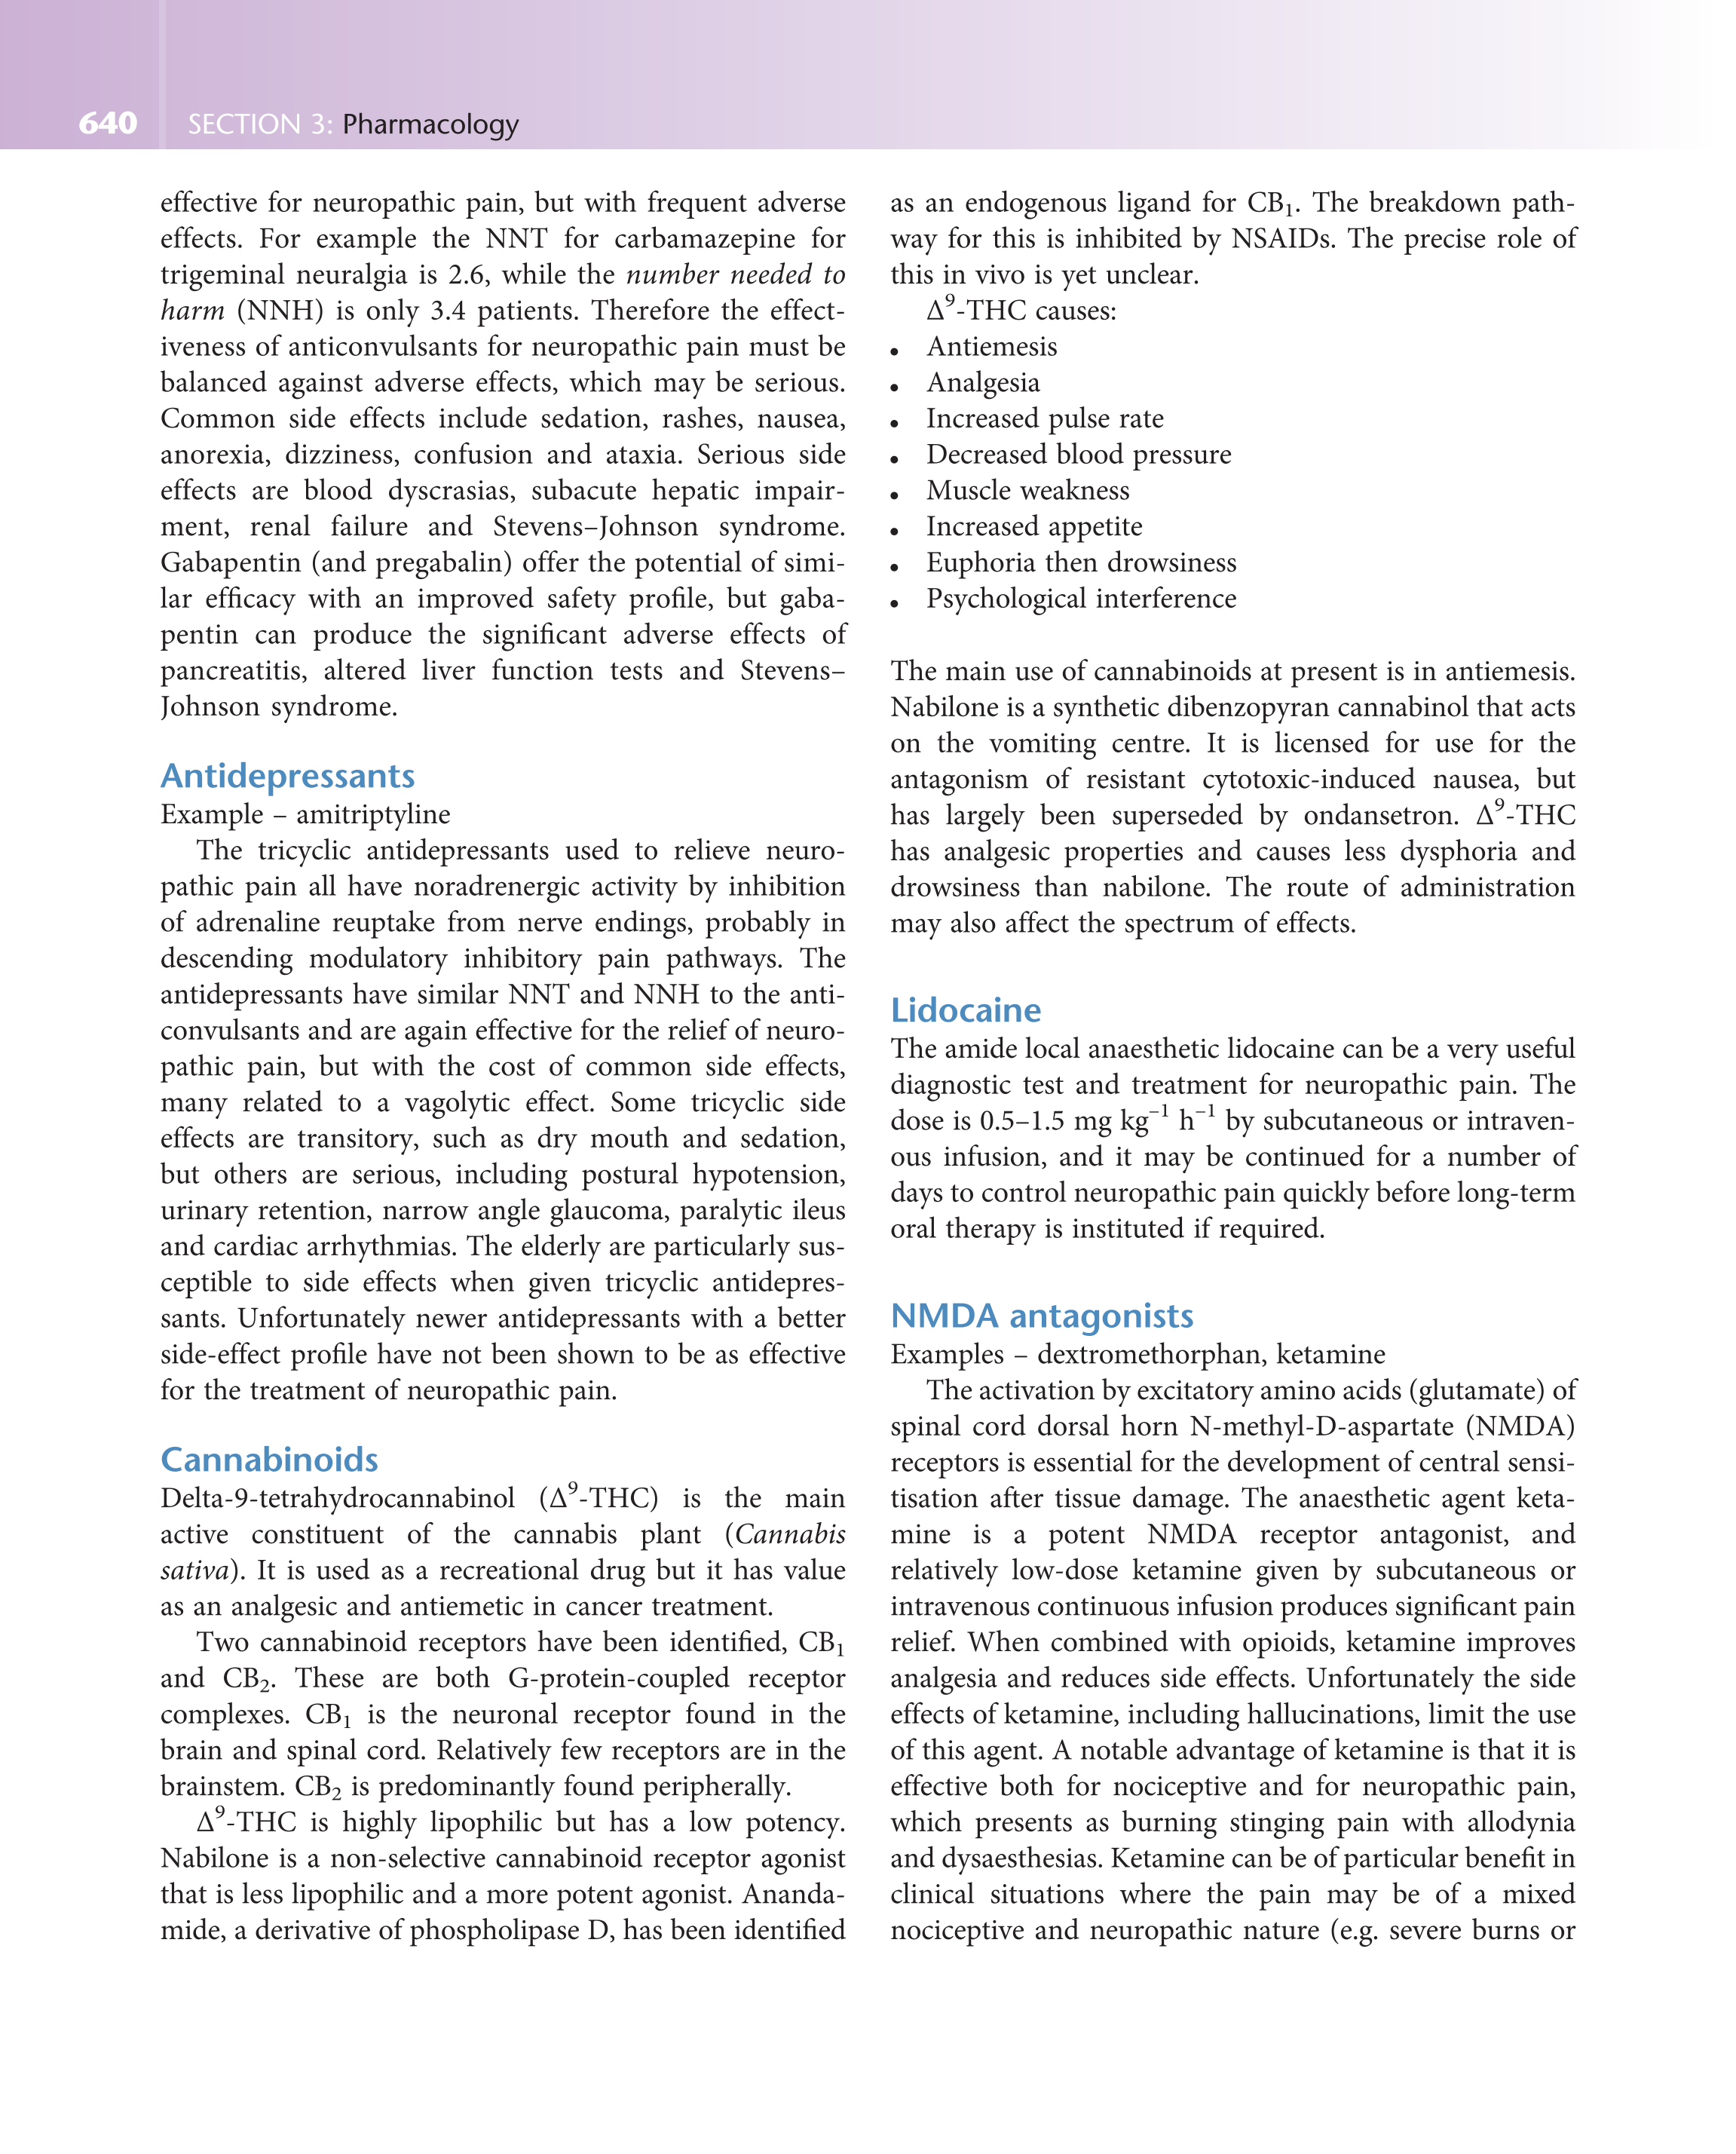 640 SECTION 3: Pharmacology
effective for neuropathic pain, but with frequent adverse
effects. For example the NNT for carbamazepine for
trigeminal neuralgia is 2.6, while the number needed to
harm (NNH) is only 3.4 patients. Therefore the effect-
iveness of anticonvulsants for neuropathic pain must be
balanced against adverse effects, which may be serious.
Common side effects include sedation, rashes, nausea,
anorexia, dizziness, confusion and ataxia. Serious side
effects are blood dyscrasias, subacute hepatic impair-
ment, renal failure and Stevens–Johnson syndrome.
Gabapentin (and pregabalin) offer the potential of simi-
lar efficacy with an improved safety profile, but gaba-
pentin can produce the significant adverse effects of
pancreatitis, altered liver function tests and Stevens–
Johnson syndrome.
Antidepressants
Example – amitriptyline
The tricyclic antidepressants used to relieve neuro-
pathic pain all have noradrenergic activity by inhibition
of adrenaline reuptake from nerve endings, probably in
descending modulatory inhibitory pain pathways. The
antidepressants have similar NNT and NNH to the anti-
convulsants and are again effective for the relief of neuro-
pathic pain, but with the cost of common side effects,
many related to a vagolytic effect. Some tricyclic side
effects are transitory, such as dry mouth and sedation,
but others are serious, including postural hypotension,
urinary retention, narrow angle glaucoma, paralytic ileus
and cardiac arrhythmias. The elderly are particularly sus-
ceptible to side effects when given tricyclic antidepres-
sants. Unfortunately newer antidepressants with a better
side-effect profile have not been shown to be as effective
for the treatment of neuropathic pain.
Cannabinoids
Delta-9-tetrahydrocannabinol (Δ⁹-THC) is the main
active constituent of the cannabis plant (Cannabis
sativa). It is used as a recreational drug but it has value
as an analgesic and antiemetic in cancer treatment.
Two cannabinoid receptors have been identified, CB₁
and CB₂. These are both G-protein-coupled receptor
complexes. CB₁ is the neuronal receptor found in the
brain and spinal cord. Relatively few receptors are in the
brainstem. CB₂ is predominantly found peripherally.
Δ⁹-THC is highly lipophilic but has a low potency.
Nabilone is a non-selective cannabinoid receptor agonist
that is less lipophilic and a more potent agonist. Ananda-
mide, a derivative of phospholipase D, has been identified
as an endogenous ligand for CB₁. The breakdown path-
way for this is inhibited by NSAIDs. The precise role of
this in vivo is yet unclear.
Δ⁹-THC causes:
• Antiemesis
• Analgesia
• Increased pulse rate
• Decreased blood pressure
• Muscle weakness
• Increased appetite
• Euphoria then drowsiness
• Psychological interference
The main use of cannabinoids at present is in antiemesis.
Nabilone is a synthetic dibenzopyran cannabinol that acts
on the vomiting centre. It is licensed for use for the
antagonism of resistant cytotoxic-induced nausea, but
has largely been superseded by ondansetron. Δ⁹-THC
has analgesic properties and causes less dysphoria and
drowsiness than nabilone. The route of administration
may also affect the spectrum of effects.
Lidocaine
The amide local anaesthetic lidocaine can be a very useful
diagnostic test and treatment for neuropathic pain. The
dose is 0.5–1.5 mg kg⁻¹ h⁻¹ by subcutaneous or intraven-
ous infusion, and it may be continued for a number of
days to control neuropathic pain quickly before long-term
oral therapy is instituted if required.
NMDA antagonists
Examples – dextromethorphan, ketamine
The activation by excitatory amino acids (glutamate) of
spinal cord dorsal horn N-methyl-D-aspartate (NMDA)
receptors is essential for the development of central sensi-
tisation after tissue damage. The anaesthetic agent keta-
mine is a potent NMDA receptor antagonist, and
relatively low-dose ketamine given by subcutaneous or
intravenous continuous infusion produces significant pain
relief. When combined with opioids, ketamine improves
analgesia and reduces side effects. Unfortunately the side
effects of ketamine, including hallucinations, limit the use
of this agent. A notable advantage of ketamine is that it is
effective both for nociceptive and for neuropathic pain,
which presents as burning stinging pain with allodynia
and dysaesthesias. Ketamine can be of particular benefit in
clinical situations where the pain may be of a mixed
nociceptive and neuropathic nature (e.g. severe burns or